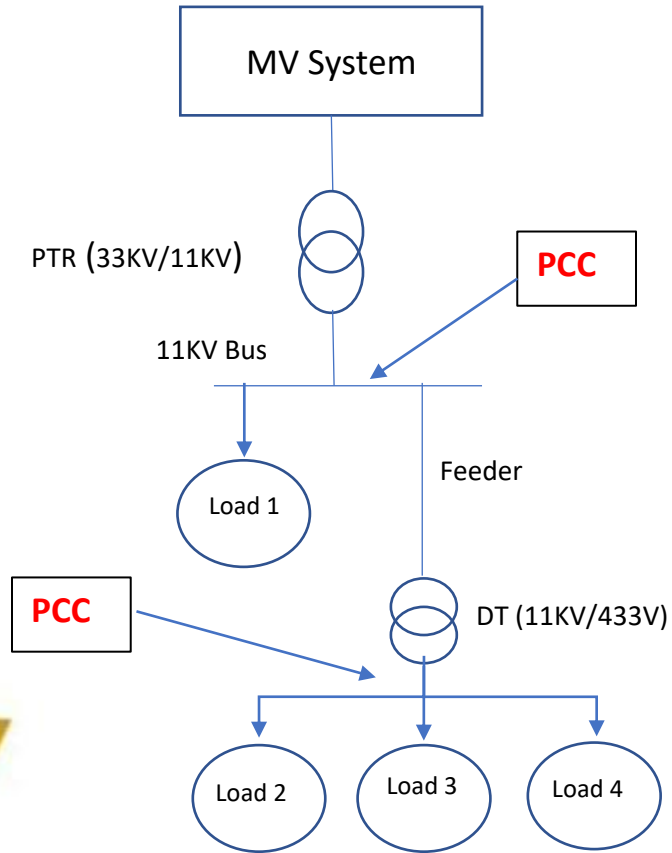 MV System
PTR (33KV/11KV)
PCC
11KV Bus
Load 1
Feeder
PCC
DT (11KV/433V)
Load 2
Load 3
Load 4